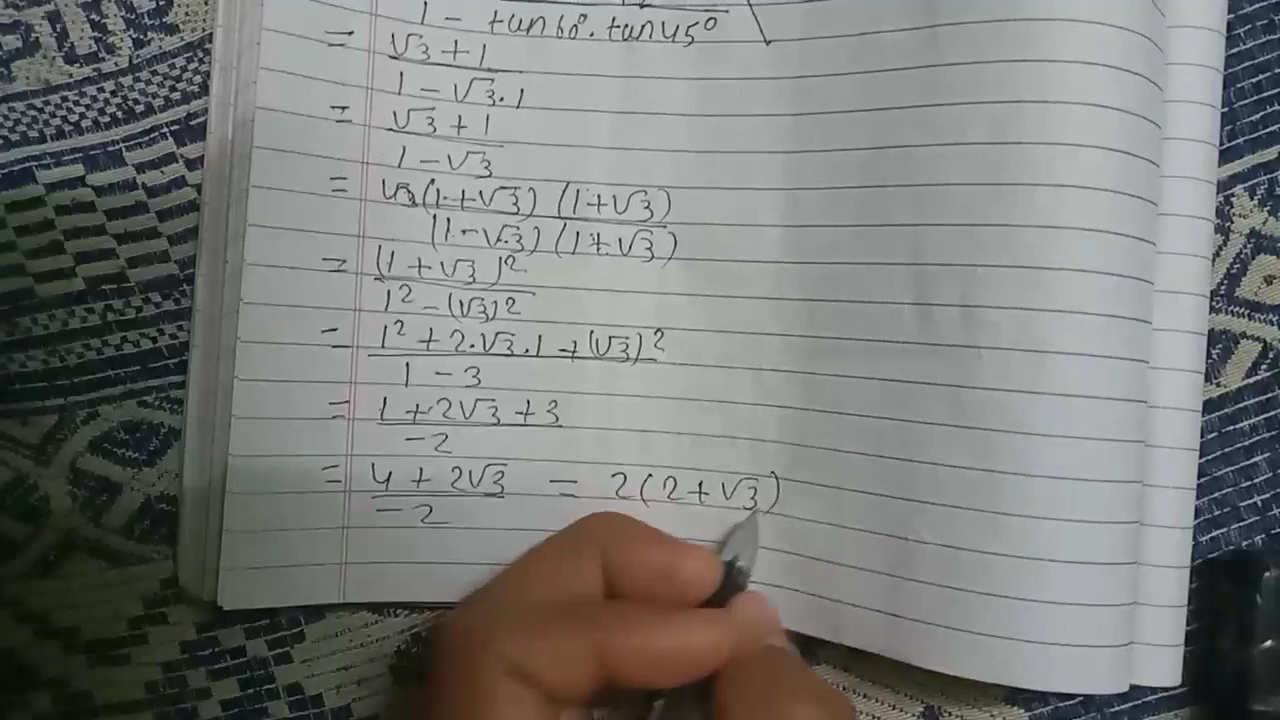 1 - tan60°.tan45°
= √3 + 1
1 - √3.1
= √3 + 1
1 - √3
= (1 + √3) (1 + √3)
(1 - √3) (1 + √3)
= (1 + √3)²
1² - (√3)²
= 1² + 2.√3.1 + (√3)²
1 - 3
= 1 + 2√3 + 3
-2
= 4 + 2√3 = 2(2 + √3)
-2